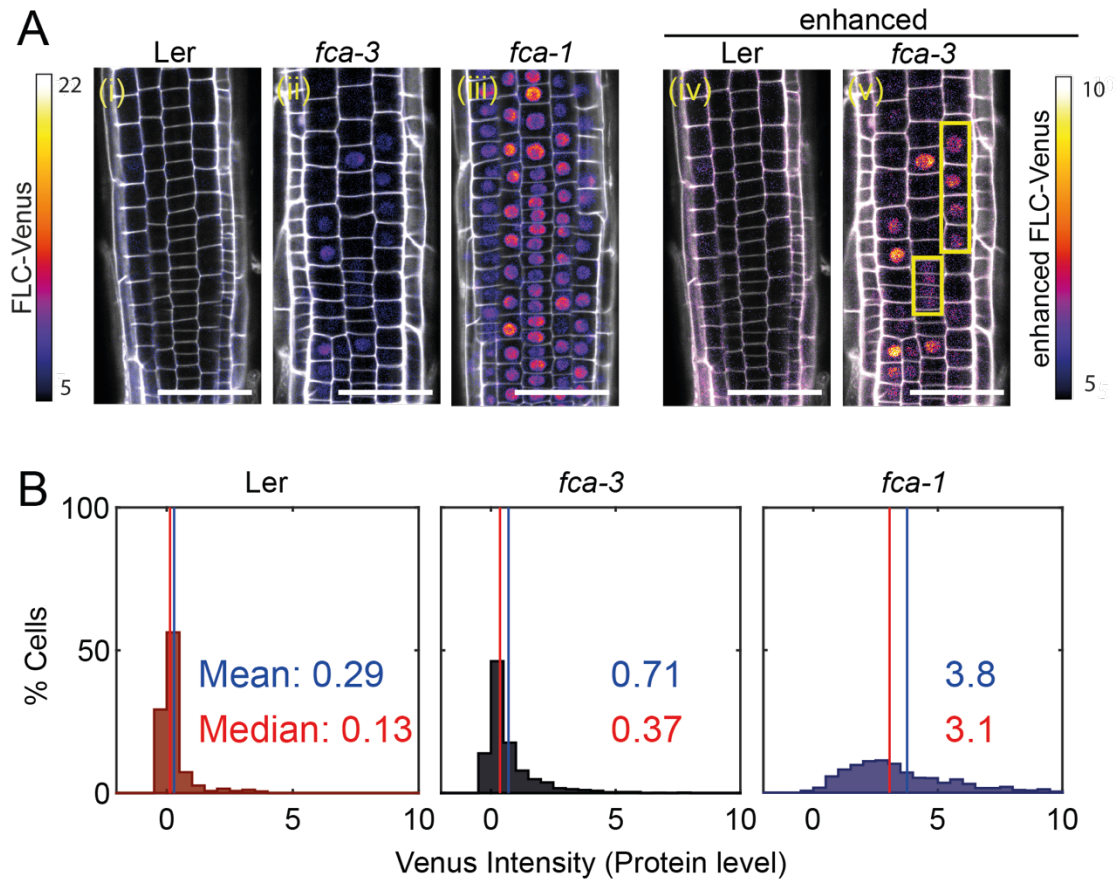 A
enhanced
Ler
fca-3
fca-1
Ler
fca-3
22
5
FLC-Venus
(i)
(ii)
(iii)
(iv)
(v)
10
5
enhanced FLC-Venus
B
Ler
fca-3
fca-1
100
50
0
% Cells
Mean: 0.29
Median: 0.13
0.71
0.37
3.8
3.1
0 5 10
0 5 10
0 5 10
Venus Intensity (Protein level)